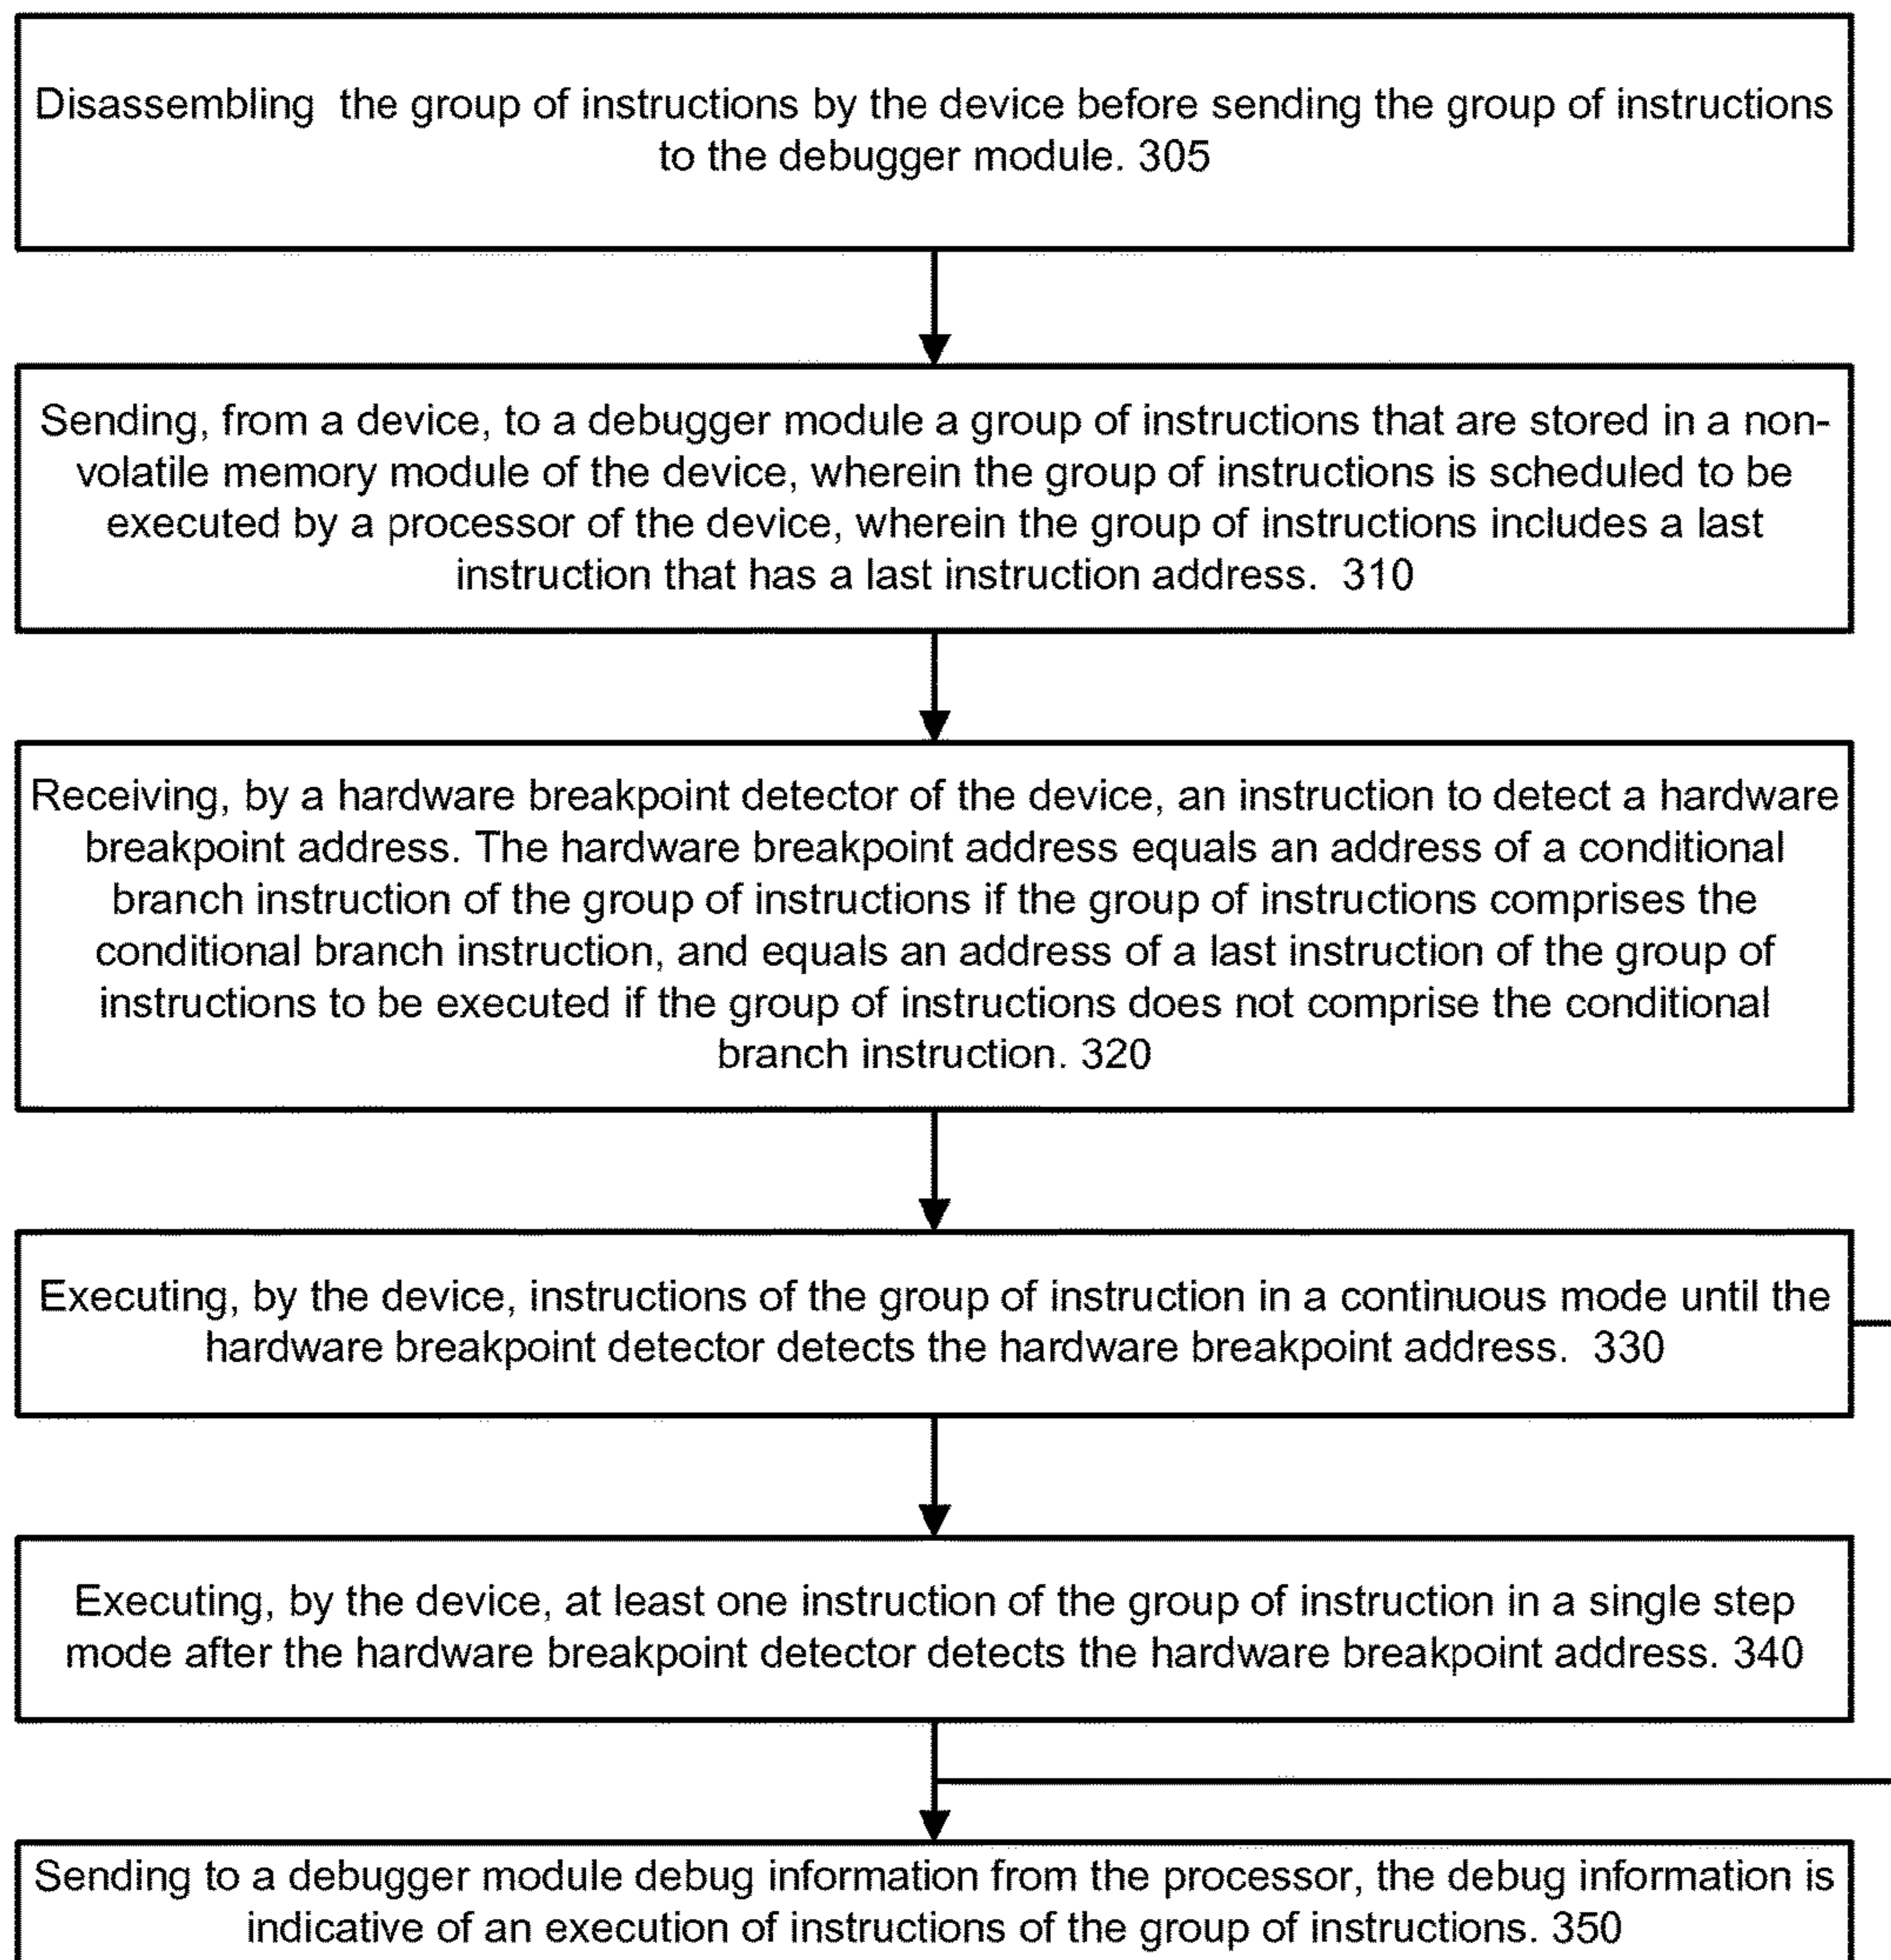 Disassembling  the group of instructions by the device before sending the group of instructions
to the debugger module. 305
Sending, from a device, to a debugger module a group of instructions that are stored in a non-
volatile memory module of the device, wherein the group of instructions is scheduled to be
executed by a processor of the device, wherein the group of instructions includes a last
instruction that has a last instruction address.  310
Receiving, by a hardware breakpoint detector of the device, an instruction to detect a hardware
breakpoint address. The hardware breakpoint address equals an address of a conditional
branch instruction of the group of instructions if the group of instructions comprises the
conditional branch instruction, and equals an address of a last instruction of the group of
instructions to be executed if the group of instructions does not comprise the conditional
branch instruction. 320
Executing, by the device, instructions of the group of instruction in a continuous mode until the
hardware breakpoint detector detects the hardware breakpoint address.  330
Executing, by the device, at least one instruction of the group of instruction in a single step
mode after the hardware breakpoint detector detects the hardware breakpoint address. 340
Sending to a debugger module debug information from the processor, the debug information is
indicative of an execution of instructions of the group of instructions. 350